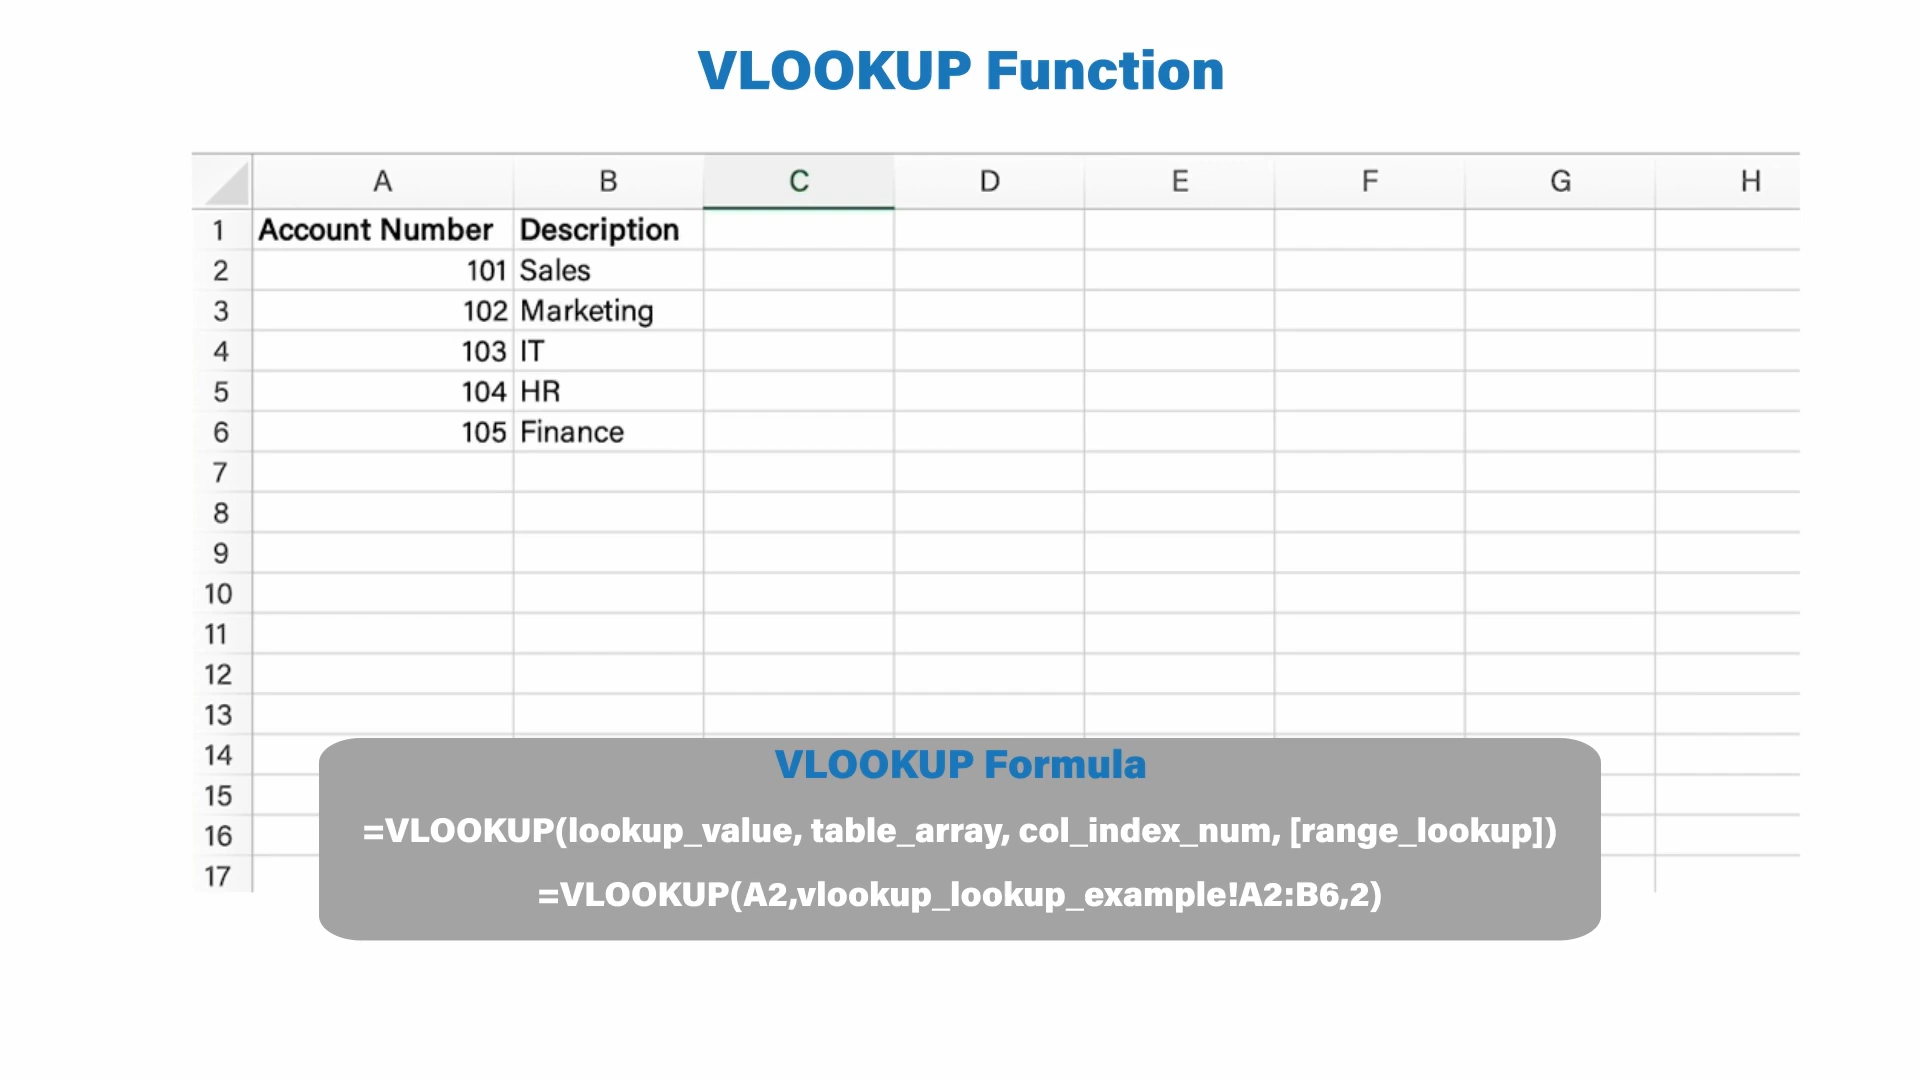 VLOOKUP Function
A B C D E F G H
1 Account Number Description
2 101 Sales
3 102 Marketing
4 103 IT
5 104 HR
6 105 Finance
7
8
9
10
11
12
13
14
15
16
17
VLOOKUP Formula
=VLOOKUP(lookup_value, table_array, col_index_num, [range_lookup])
=VLOOKUP(A2,vlookup_lookup_example!A2:B6,2)